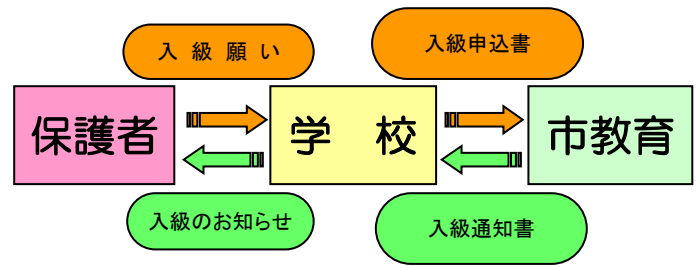 入 級 願 い
入級申込書
保護者
学 校
市教育
入級のお知らせ
入級通知書